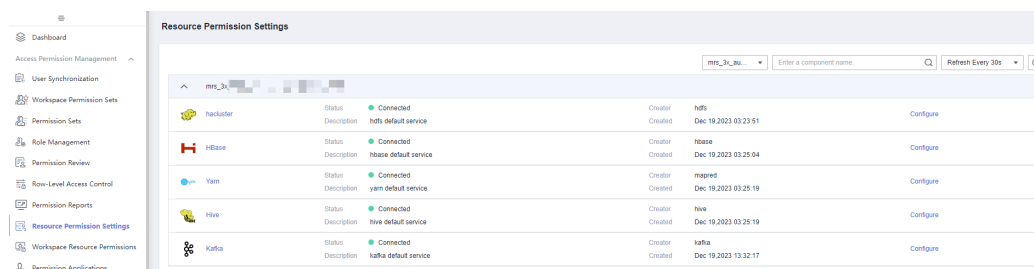 Dashboard
Access Permission Management
User Synchronization
Workspace Permission Sets
Permission Sets
Role Management
Permission Review
Row-Level Access Control
Permission Reports
Resource Permission Settings
Workspace Resource Permissions
Permission Applications
Resource Permission Settings
mrs_3x_au...
Enter a component name.
Refresh Every 30s
mrs_3x_
hacluster
Status Connected
Creator hdfs
Description hdfs default service
Created Dec 19,2023 03:23:51
Configure
HBase
Status Connected
Creator hbase
Description hbase default service
Created Dec 19,2023 03:25:04
Configure
Yarn
Status Connected
Creator mapred
Description yarn default service
Created Dec 19,2023 03:25:19
Configure
Hive
Status Connected
Creator hive
Description hive default service
Created Dec 19,2023 03:25:19
Configure
Kafka
Status Connected
Creator kafka
Description kafka default service
Created Dec 19,2023 13:32:17
Configure